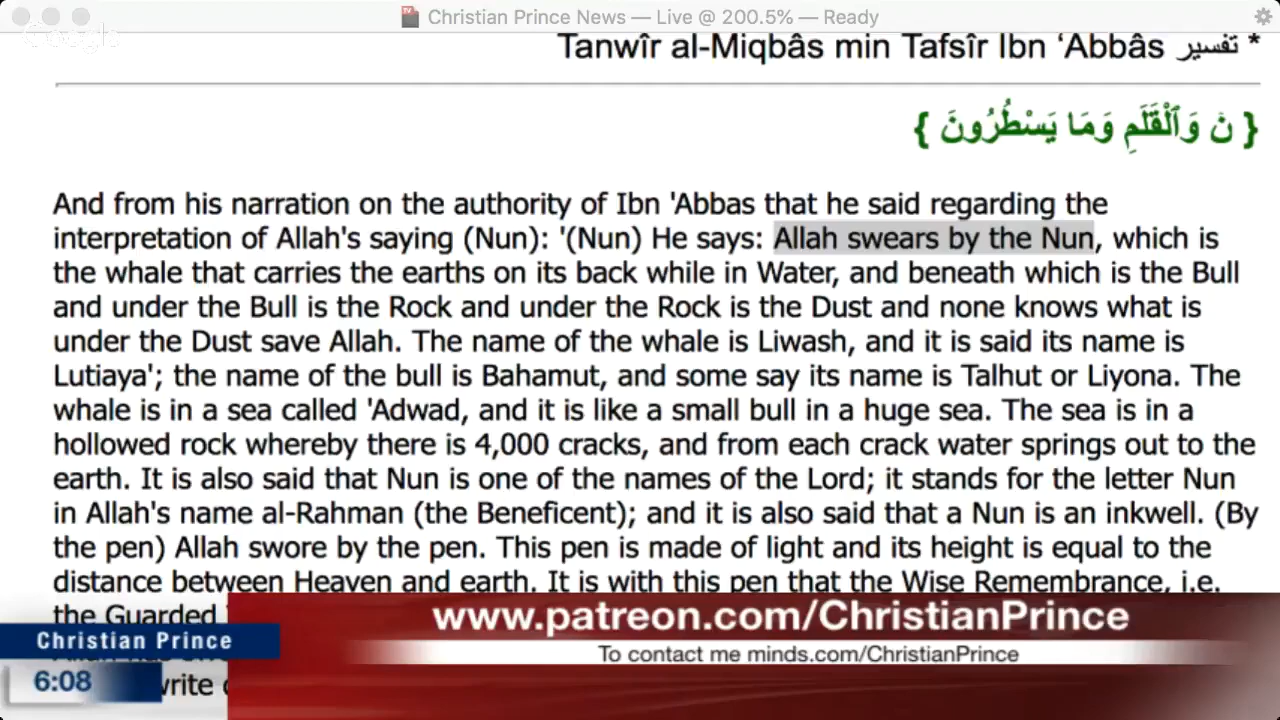 Christian Prince News — Live @ 200.5% — Ready
Google
* تفسير Tanwîr al-Miqbâs min Tafsîr Ibn ‘Abbâs
{ نۤ وَٱلْقَلَمِ وَمَا يَسْطُرُونَ }
And from his narration on the authority of Ibn 'Abbas that he said regarding the
interpretation of Allah's saying (Nun): '(Nun) He says: Allah swears by the Nun, which is
the whale that carries the earths on its back while in Water, and beneath which is the Bull
and under the Bull is the Rock and under the Rock is the Dust and none knows what is
under the Dust save Allah. The name of the whale is Liwash, and it is said its name is
Lutiaya'; the name of the bull is Bahamut, and some say its name is Talhut or Liyona. The
whale is in a sea called 'Adwad, and it is like a small bull in a huge sea. The sea is in a
hollowed rock whereby there is 4,000 cracks, and from each crack water springs out to the
earth. It is also said that Nun is one of the names of the Lord; it stands for the letter Nun
in Allah's name al-Rahman (the Beneficent); and it is also said that a Nun is an inkwell. (By
the pen) Allah swore by the pen. This pen is made of light and its height is equal to the
distance between Heaven and earth. It is with this pen that the Wise Remembrance, i.e.
the Guarded
write
www.patreon.com/ChristianPrince
To contact me minds.com/ChristianPrince
Christian Prince
6:08